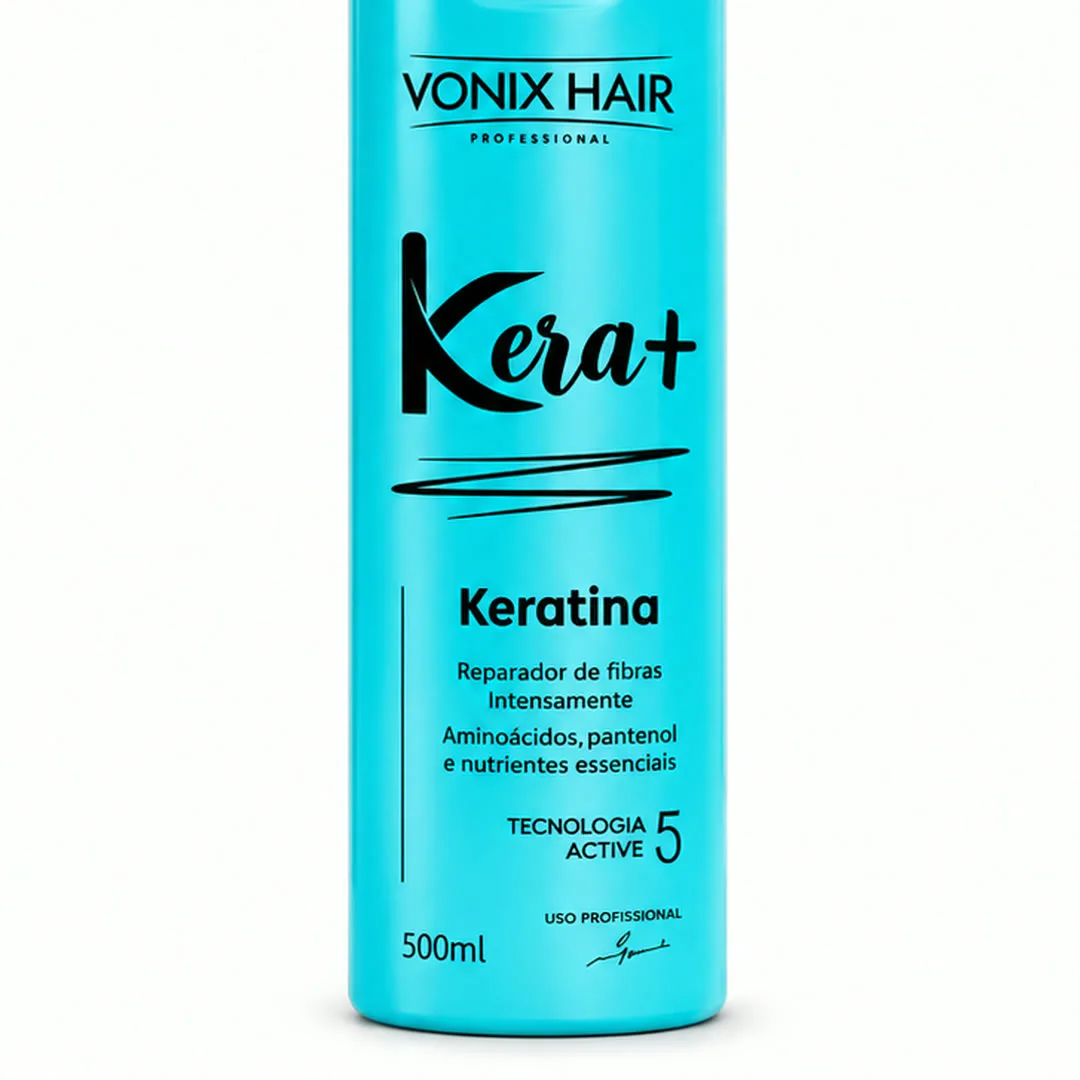 VONIX HAIR
PROFESSIONAL
Kera+
Keratina
Reparador de fibras
Intensamente
Aminoácidos, pantenol
e nutrientes essenciais
TECNOLOGIA
ACTIVE 5
USO PROFISSIONAL
500ml